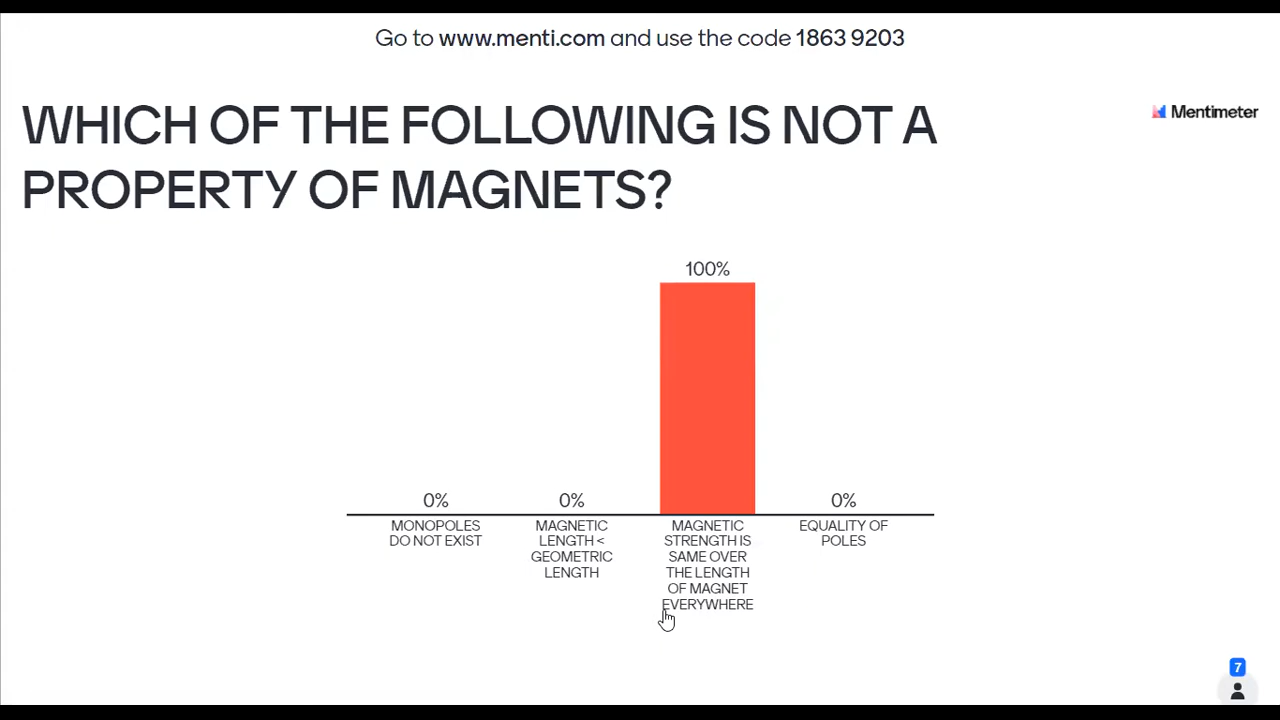 Go to www.menti.com and use the code 1863 9203
WHICH OF THE FOLLOWING IS NOT A
PROPERTY OF MAGNETS?
Mentimeter
100%
0%
0%
0%
MONOPOLES
DO NOT EXIST
MAGNETIC
LENGTH <
GEOMETRIC
LENGTH
MAGNETIC
STRENGTH IS
SAME OVER
THE LENGTH
OF MAGNET
EVERYWHERE
EQUALITY OF
POLES
7